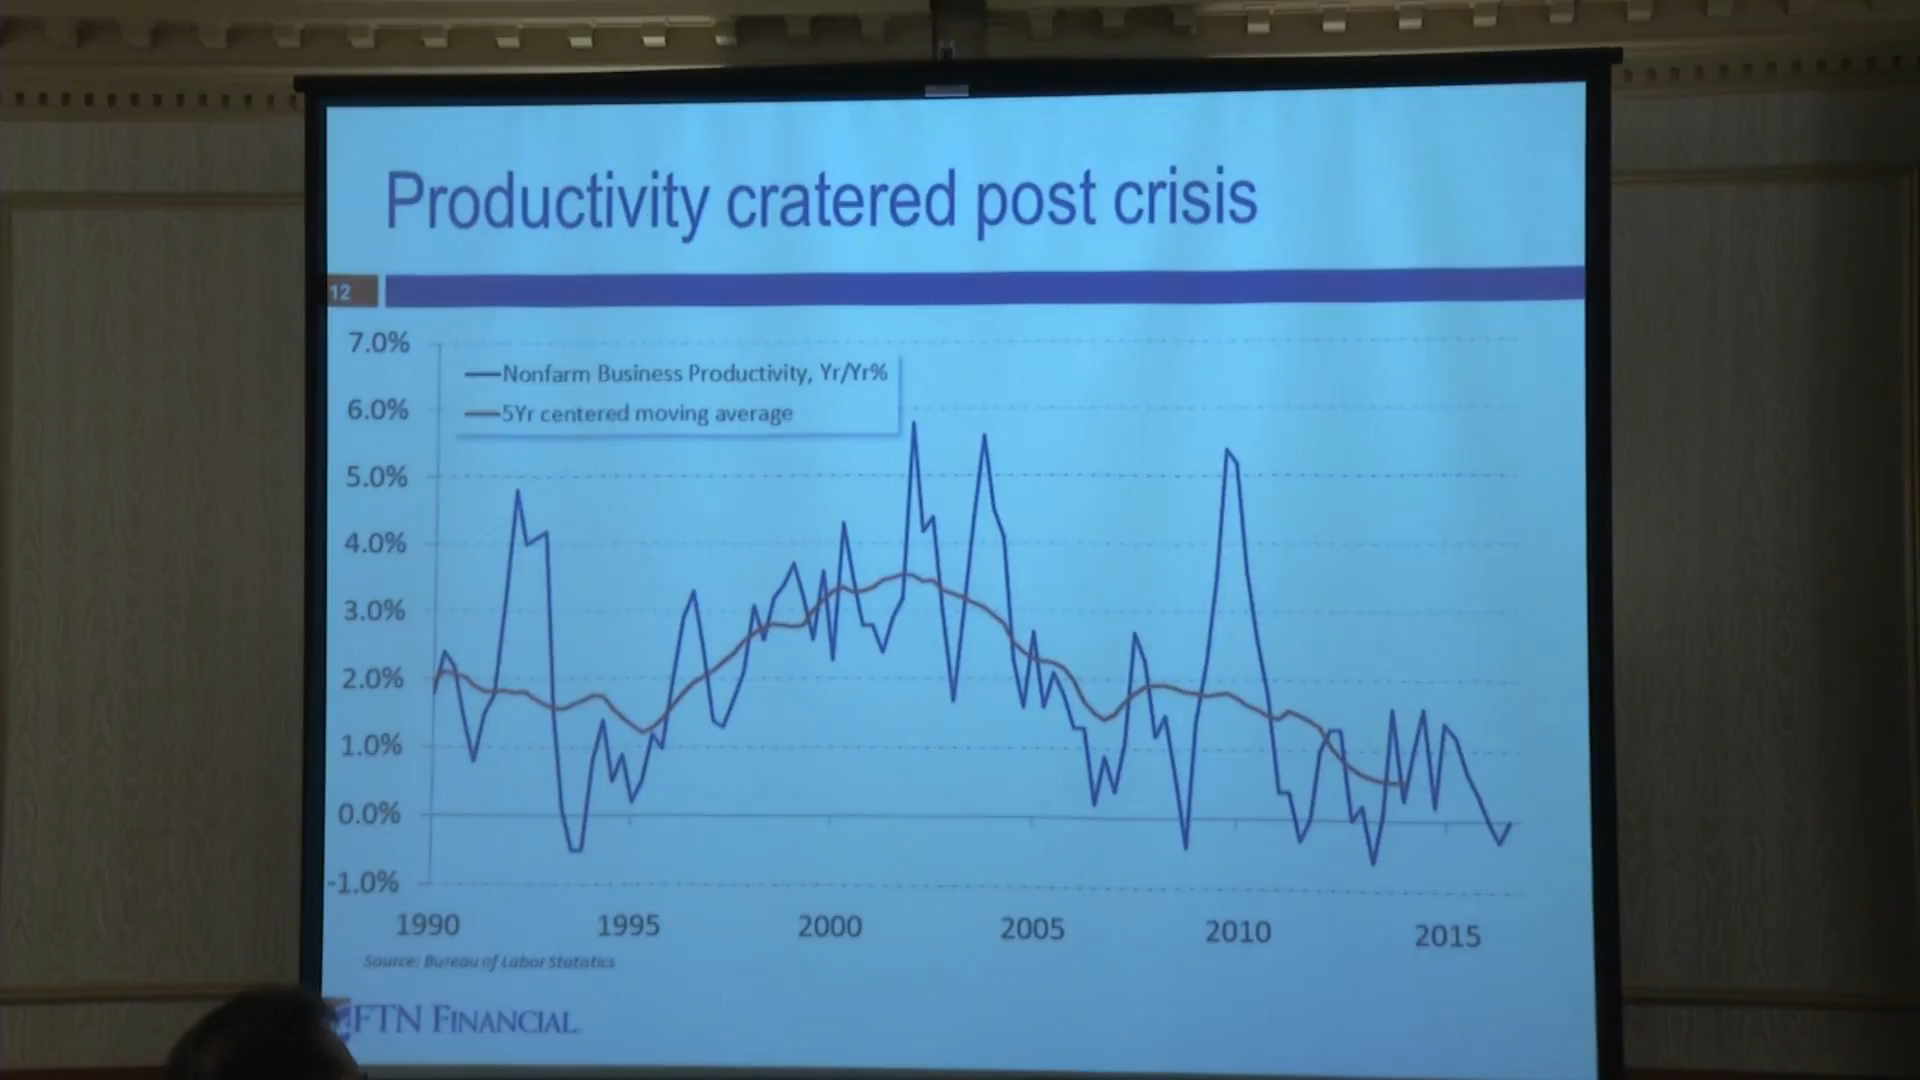 Productivity cratered post crisis
12
7.0%
Nonfarm Business Productivity, Yr/Yr%
5Yr centered moving average
6.0%
5.0%
4.0%
3.0%
2.0%
1.0%
0.0%
-1.0%
1990 1995 2000 2005 2010 2015
Source: Bureau of Labor Statistics
FTN FINANCIAL